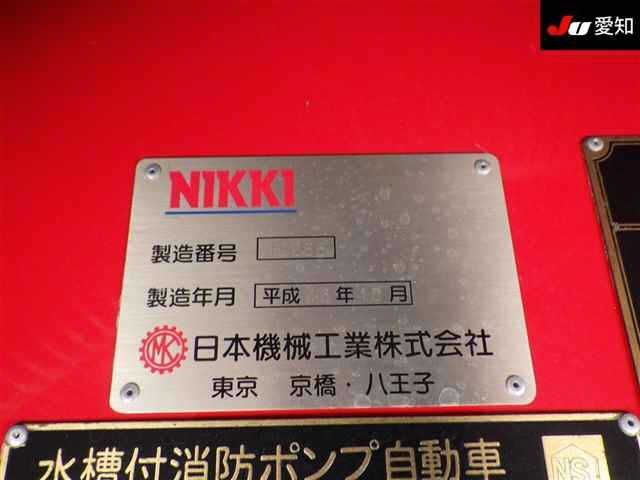 JU 愛知
NIKKI
製造番号
製造年月 平成 年 月
MK 日本機械工業株式会社
東京 京橋・八王子
水槽付消防ポンプ自動車 NS